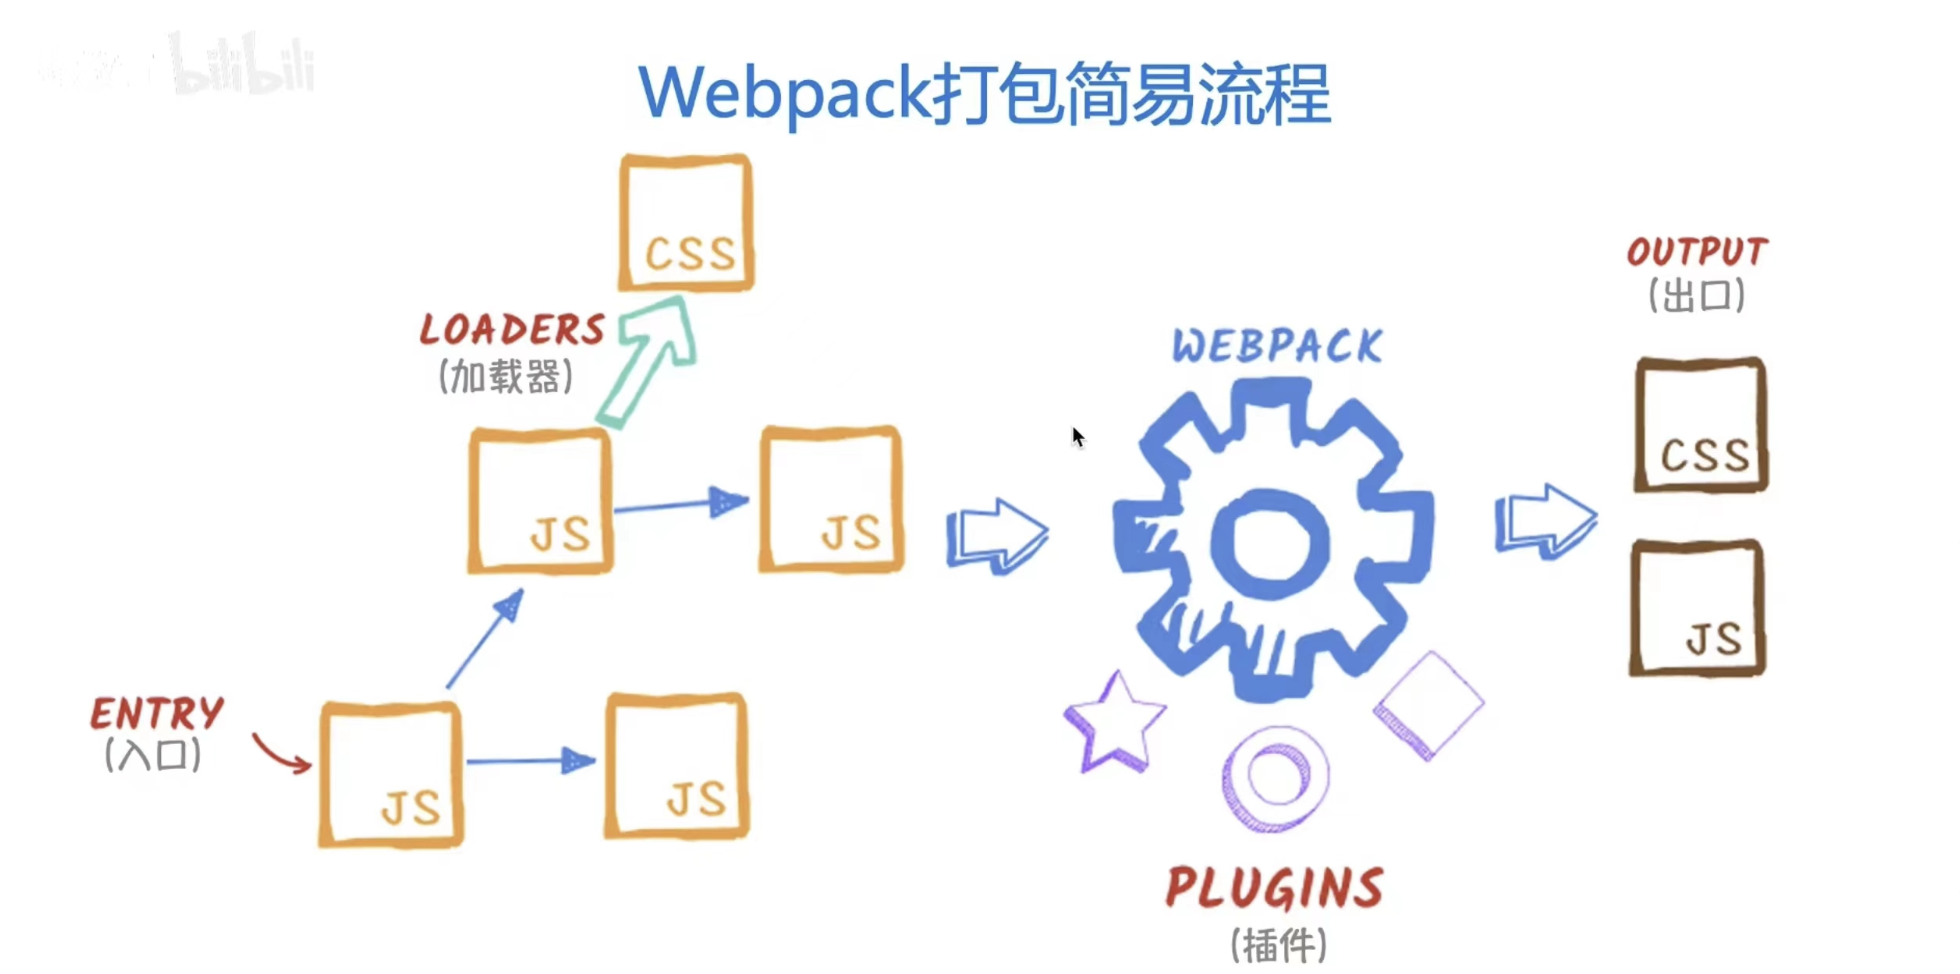 bilibili
Webpack打包简易流程
CSS
LOADERS
(加载器)
JS
JS
ENTRY
(入口)
JS
JS
WEBPACK
PLUGINS
(插件)
OUTPUT
(出口)
CSS
JS